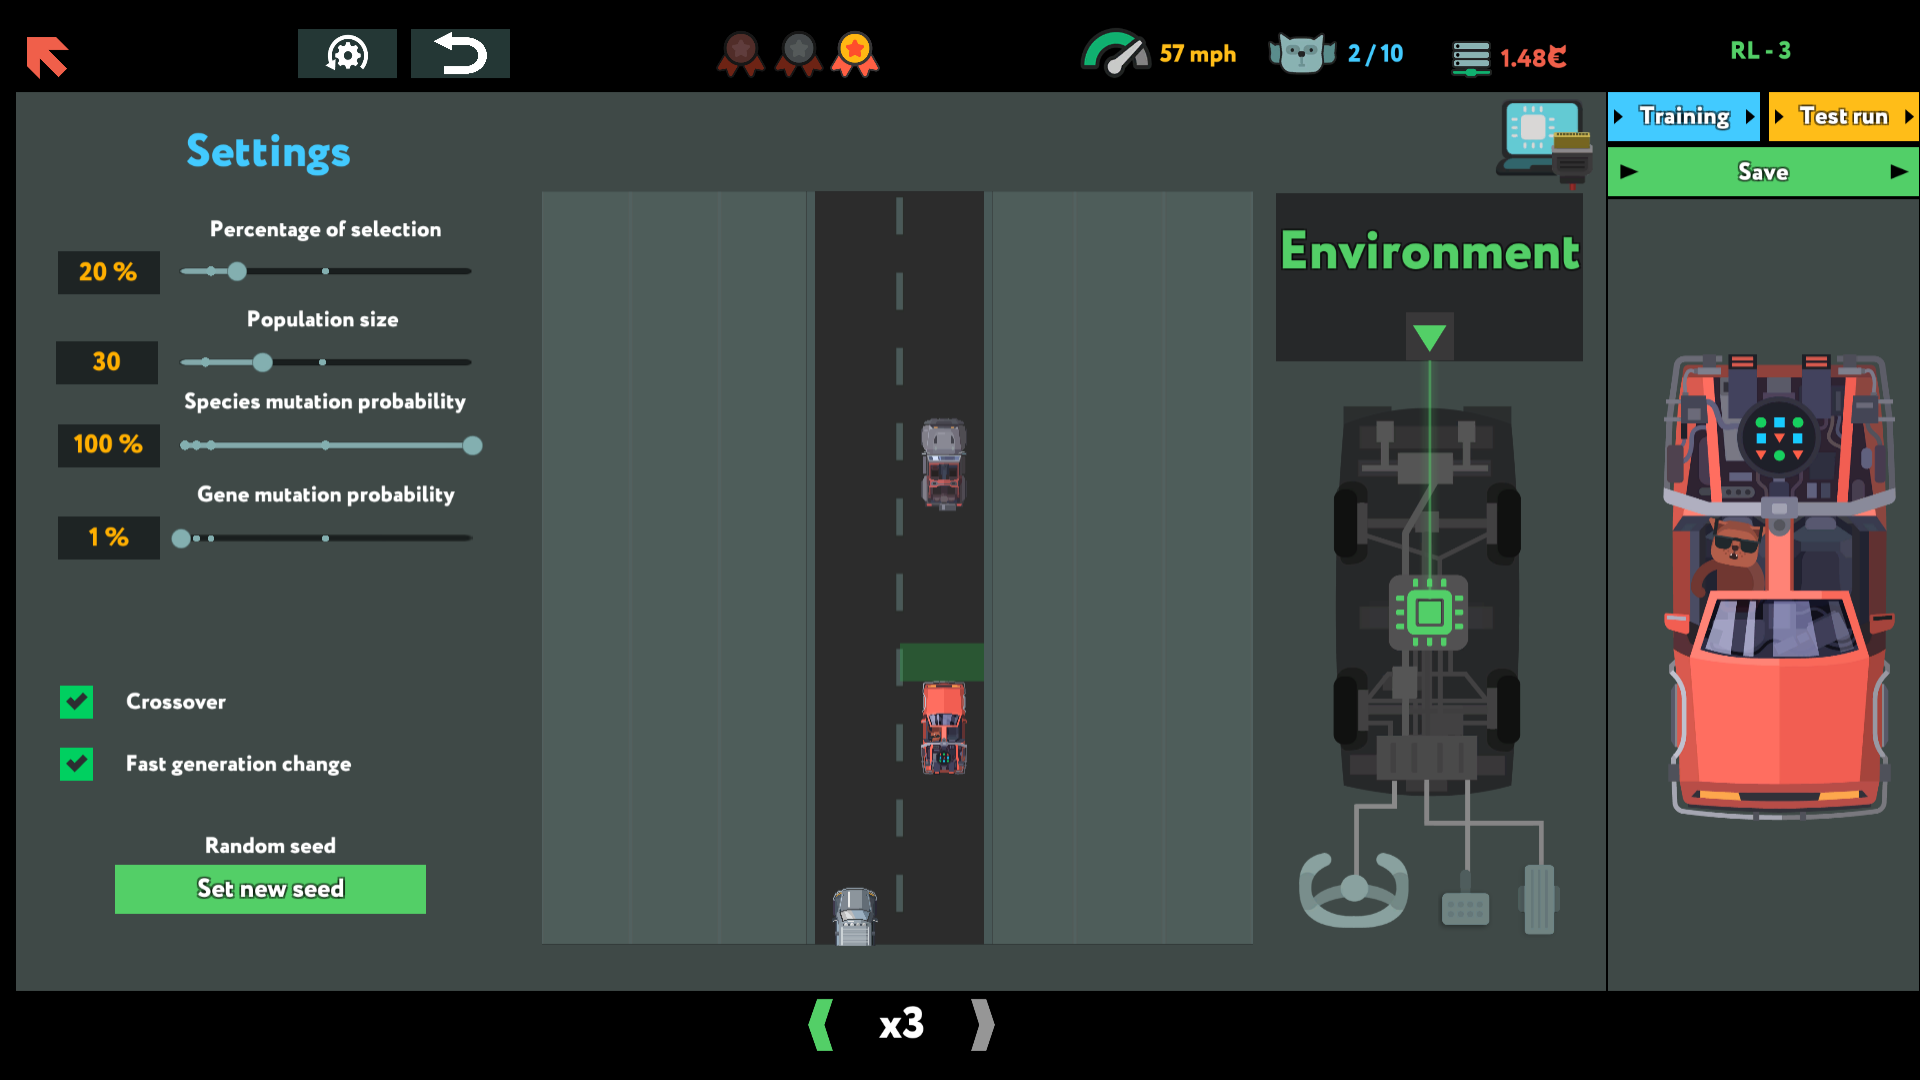 57 mph
2 / 10
1.48
RL - 3
Settings
Training
Test run
Save
Percentage of selection
20 %
Population size
30
Species mutation probability
100 %
Gene mutation probability
1 %
Crossover
Fast generation change
Random seed
Set new seed
Environment
x3